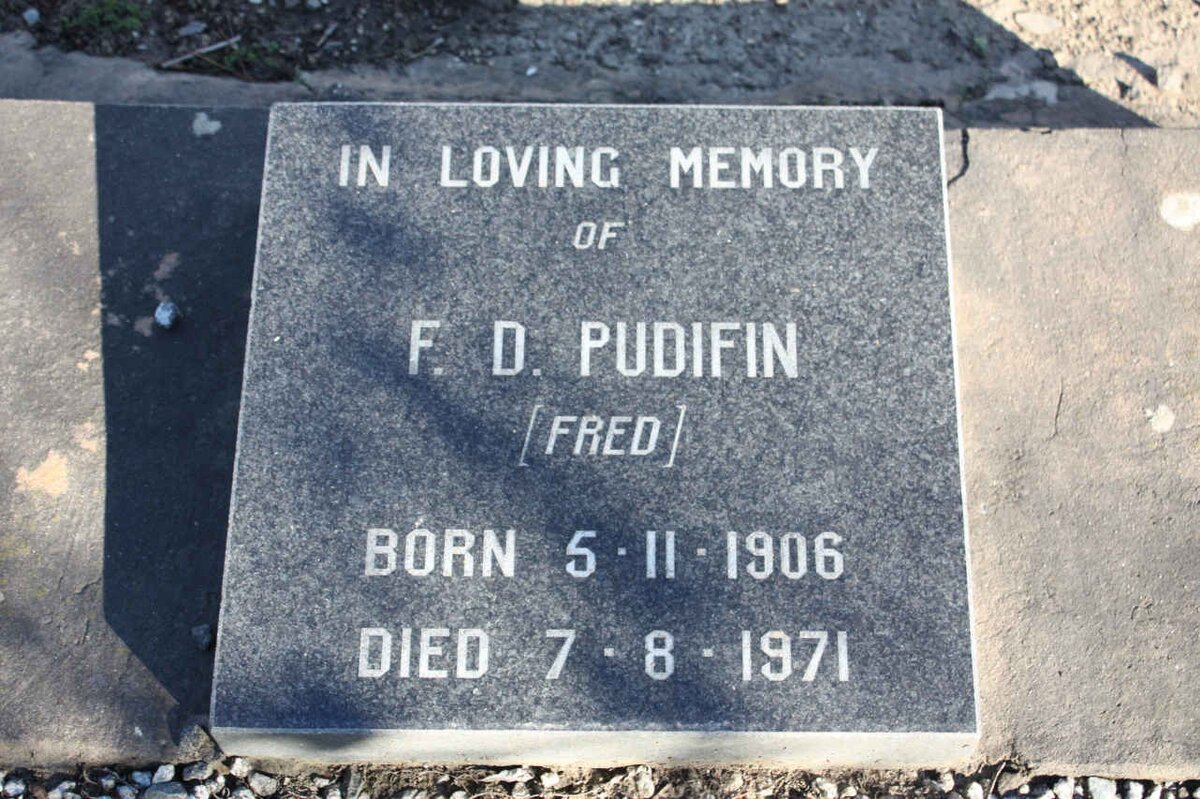 IN LOVING MEMORY
OF
F. D. PUDIFIN
[FRED]
BORN 5·11·1906
DIED 7·8·1971